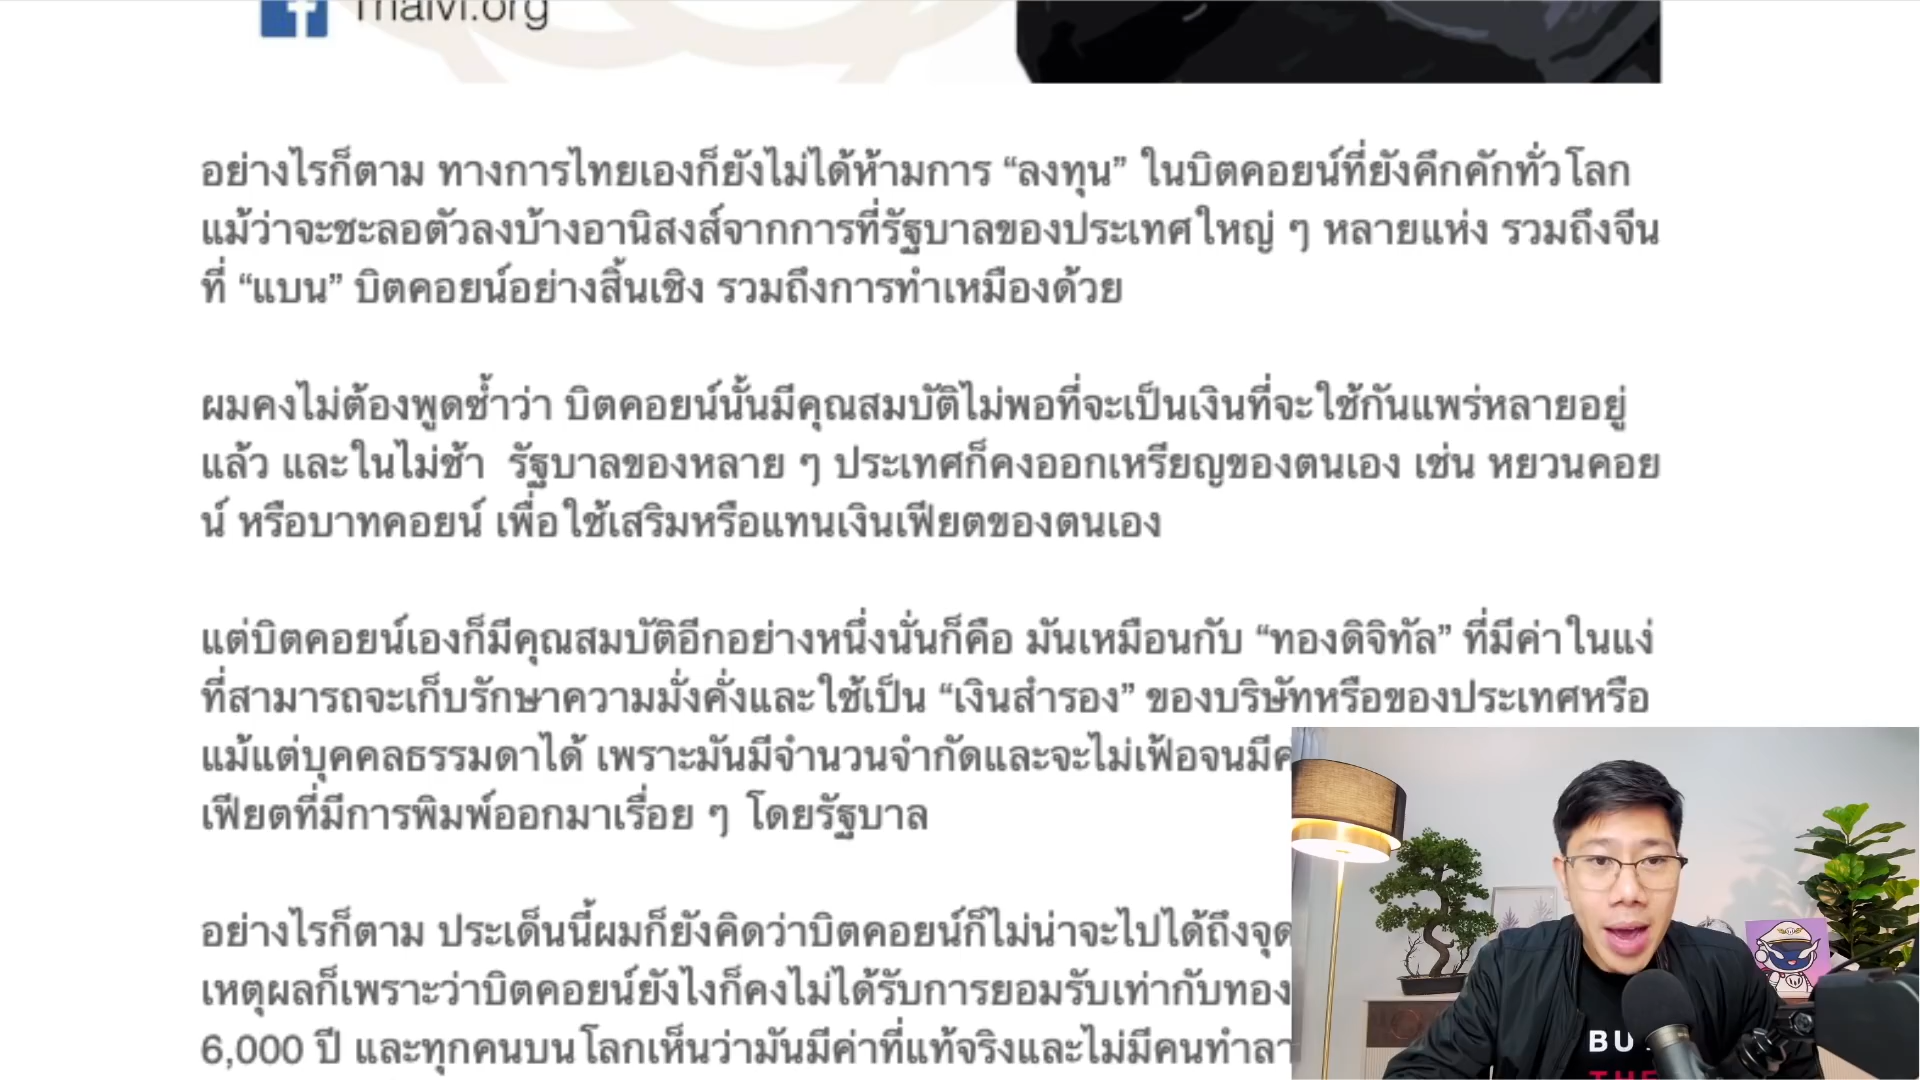 Thaivi.org
อย่างไรก็ตาม ทางการไทยเองก็ยังไม่ได้ห้ามการ “ลงทุน” ในบิตคอยน์ที่ยังคึกคักทั่วโลก
แม้ว่าจะชะลอตัวลงบ้างอานิสงส์จากการที่รัฐบาลของประเทศใหญ่ ๆ หลายแห่ง รวมถึงจีน
ที่ “แบน” บิตคอยน์อย่างสิ้นเชิง รวมถึงการทำเหมืองด้วย
ผมคงไม่ต้องพูดซ้ำว่า บิตคอยน์นั้นมีคุณสมบัติไม่พอที่จะเป็นเงินที่จะใช้กันแพร่หลายอยู่
แล้ว และในไม่ช้า รัฐบาลของหลาย ๆ ประเทศก็คงออกเหรียญของตนเอง เช่น หยวนคอย
น์ หรือบาทคอยน์ เพื่อใช้เสริมหรือแทนเงินเฟียตของตนเอง
แต่บิตคอยน์เองก็มีคุณสมบัติอีกอย่างหนึ่งนั่นก็คือ มันเหมือนกับ “ทองดิจิทัล” ที่มีค่าในแง่
ที่สามารถจะเก็บรักษาความมั่งคั่งและใช้เป็น “เงินสำรอง” ของบริษัทหรือของประเทศหรือ
แม้แต่บุคคลธรรมดาได้ เพราะมันมีจำนวนจำกัดและจะไม่เฟ้อจนมี
เฟียตที่มีการพิมพ์ออกมาเรื่อย ๆ โดยรัฐบาล
อย่างไรก็ตาม ประเด็นนี้ผมก็ยังคิดว่าบิตคอยน์ก็ไม่น่าจะไปได้ถึงจุด
เหตุผลก็เพราะว่าบิตคอยน์ยังไงก็คงไม่ได้รับการยอมรับเท่ากับทอง
6,000 ปี และทุกคนบนโลกเห็นว่ามันมีค่าที่แท้จริงและไม่มีคน